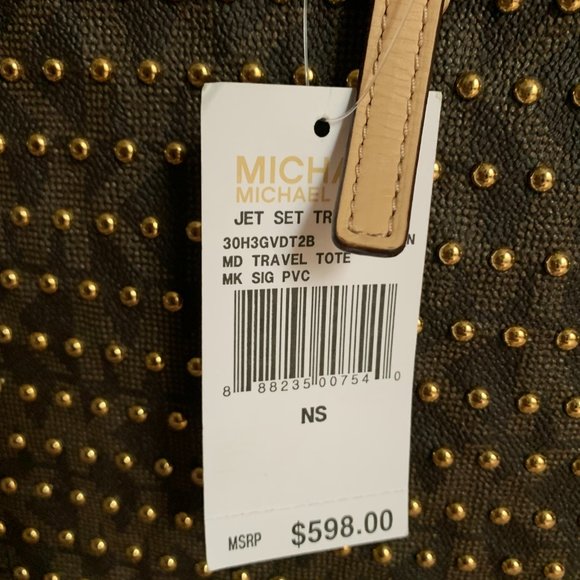 MICHA
MICHAEL
JET SET TR
30H3GVDT2B N
MD TRAVEL TOTE
MK SIG PVC
8 88235 00754 0
NS
MSRP $598.00